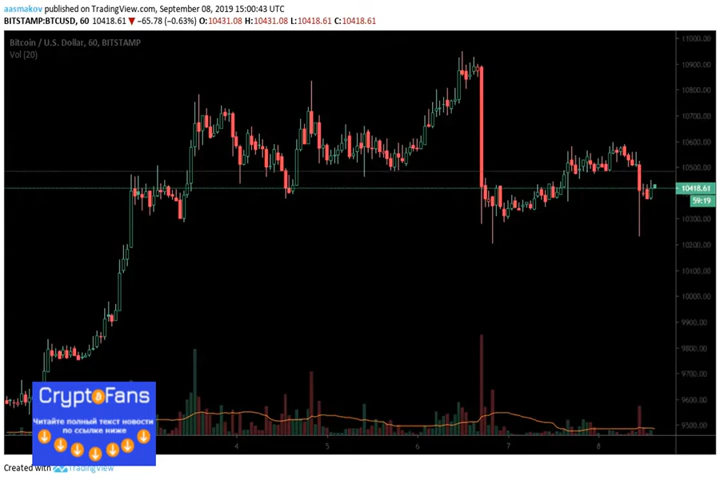 aasmakov published on TradingView.com, September 08, 2019 15:00:43 UTC
BITSTAMP:BTCUSD, 60 10418.61 ▼ −65.78 (−0.63%) O:10431.08 H:10431.08 L:10418.61 C:10418.61
Bitcoin / U.S. Dollar, 60, BITSTAMP
Vol (20)
11000.00
10900.00
10800.00
10700.00
10600.00
10500.00
10418.61
59:19
10300.00
10200.00
10100.00
10000.00
9900.00
9800.00
9700.00
9600.00
9500.00
CryptoFans
Читайте полный текст новости
по ссылке ниже
4
5
6
7
8
Created with TradingView